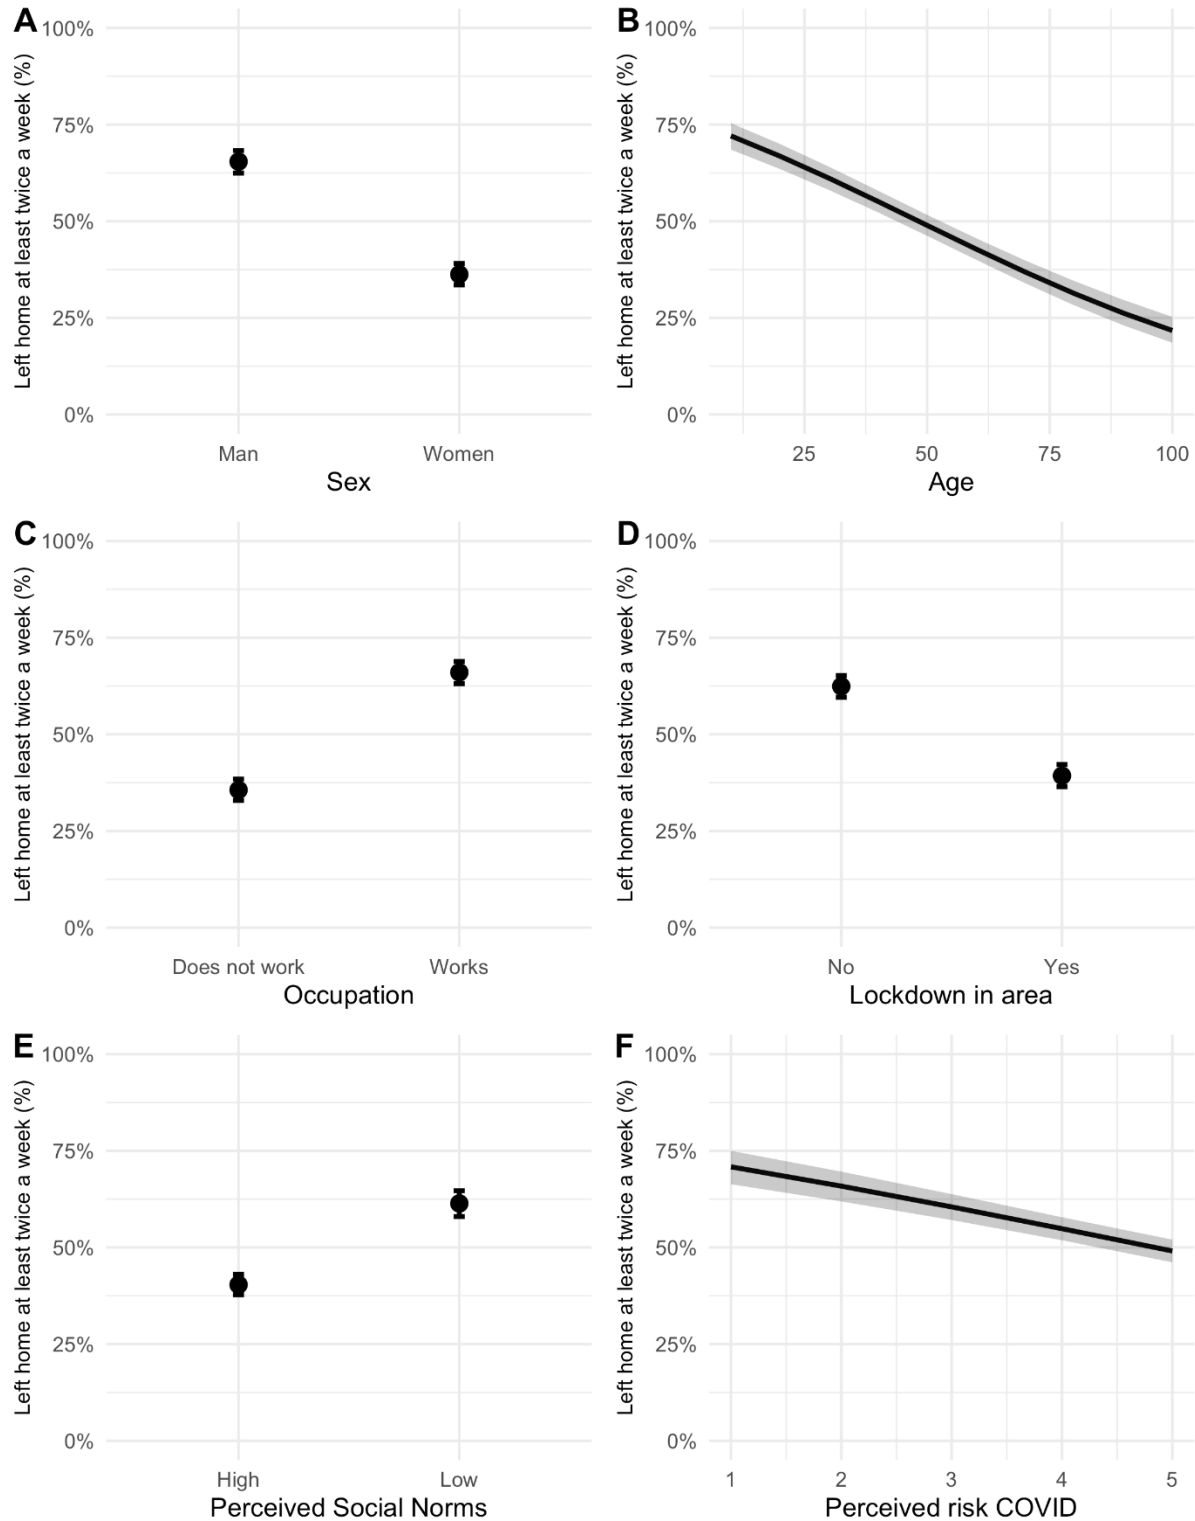 A
Left home at least twice a week (%)
100%
75%
50%
25%
0%
Man Women
Sex
B
Left home at least twice a week (%)
100%
75%
50%
25%
0%
25 50 75 100
Age
C
Left home at least twice a week (%)
100%
75%
50%
25%
0%
Does not work Works
Occupation
D
Left home at least twice a week (%)
100%
75%
50%
25%
0%
No Yes
Lockdown in area
E
Left home at least twice a week (%)
100%
75%
50%
25%
0%
High Low
Perceived Social Norms
F
Left home at least twice a week (%)
100%
75%
50%
25%
0%
1 2 3 4 5
Perceived risk COVID